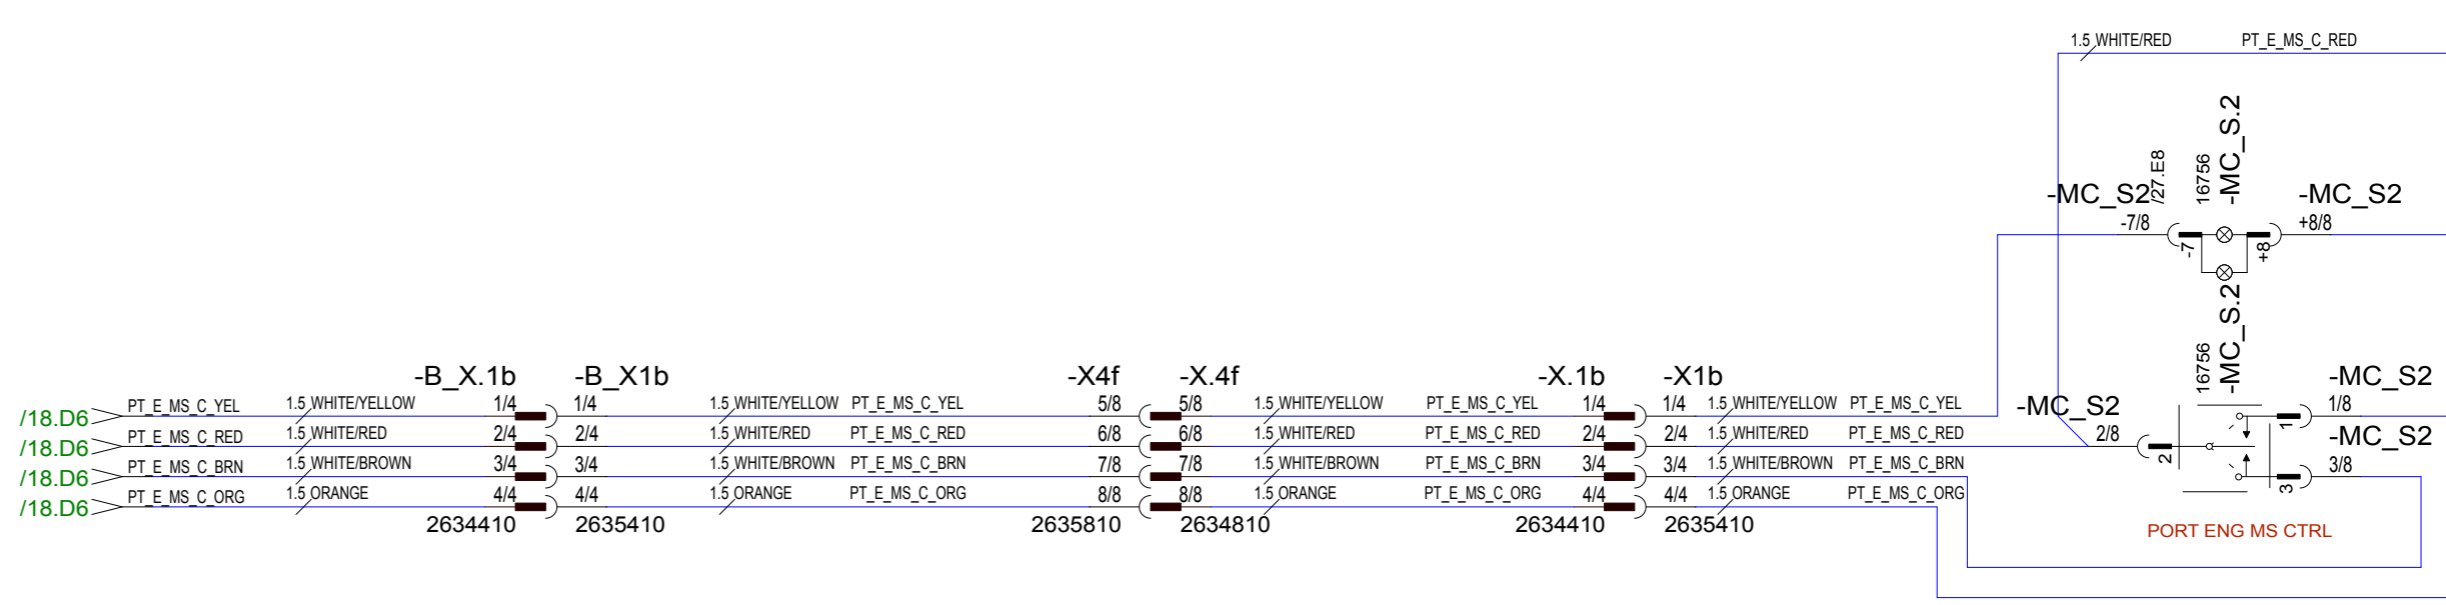 1.5 WHITE/RED PT_E_MS_C_RED
-MC_S.2
16756
/27.E8
-MC_S2 -MC_S2
-7/8 +8/8
-7 +8
-MC_S.2
16756
-B_X.1b -B_X1b -X4f -X.4f -X.1b -X1b -MC_S2
/18.D6 PT_E_MS_C_YEL 1.5 WHITE/YELLOW 1/4 1/4 1.5 WHITE/YELLOW PT_E_MS_C_YEL 5/8 5/8 1.5 WHITE/YELLOW PT_E_MS_C_YEL 1/4 1/4 1.5 WHITE/YELLOW PT_E_MS_C_YEL -MC_S2 1/8 1
/18.D6 PT_E_MS_C_RED 1.5 WHITE/RED 2/4 2/4 1.5 WHITE/RED PT_E_MS_C_RED 6/8 6/8 1.5 WHITE/RED PT_E_MS_C_RED 2/4 2/4 1.5 WHITE/RED PT_E_MS_C_RED 2/8 2 -MC_S2
/18.D6 PT_E_MS_C_BRN 1.5 WHITE/BROWN 3/4 3/4 1.5 WHITE/BROWN PT_E_MS_C_BRN 7/8 7/8 1.5 WHITE/BROWN PT_E_MS_C_BRN 3/4 3/4 1.5 WHITE/BROWN PT_E_MS_C_BRN 3 3/8
/18.D6 PT_E_MS_C_ORG 1.5 ORANGE 4/4 4/4 1.5 ORANGE PT_E_MS_C_ORG 8/8 8/8 1.5 ORANGE PT_E_MS_C_ORG 4/4 4/4 1.5 ORANGE PT_E_MS_C_ORG
2634410 2635410 2635810 2634810 2634410 2635410
PORT ENG MS CTRL